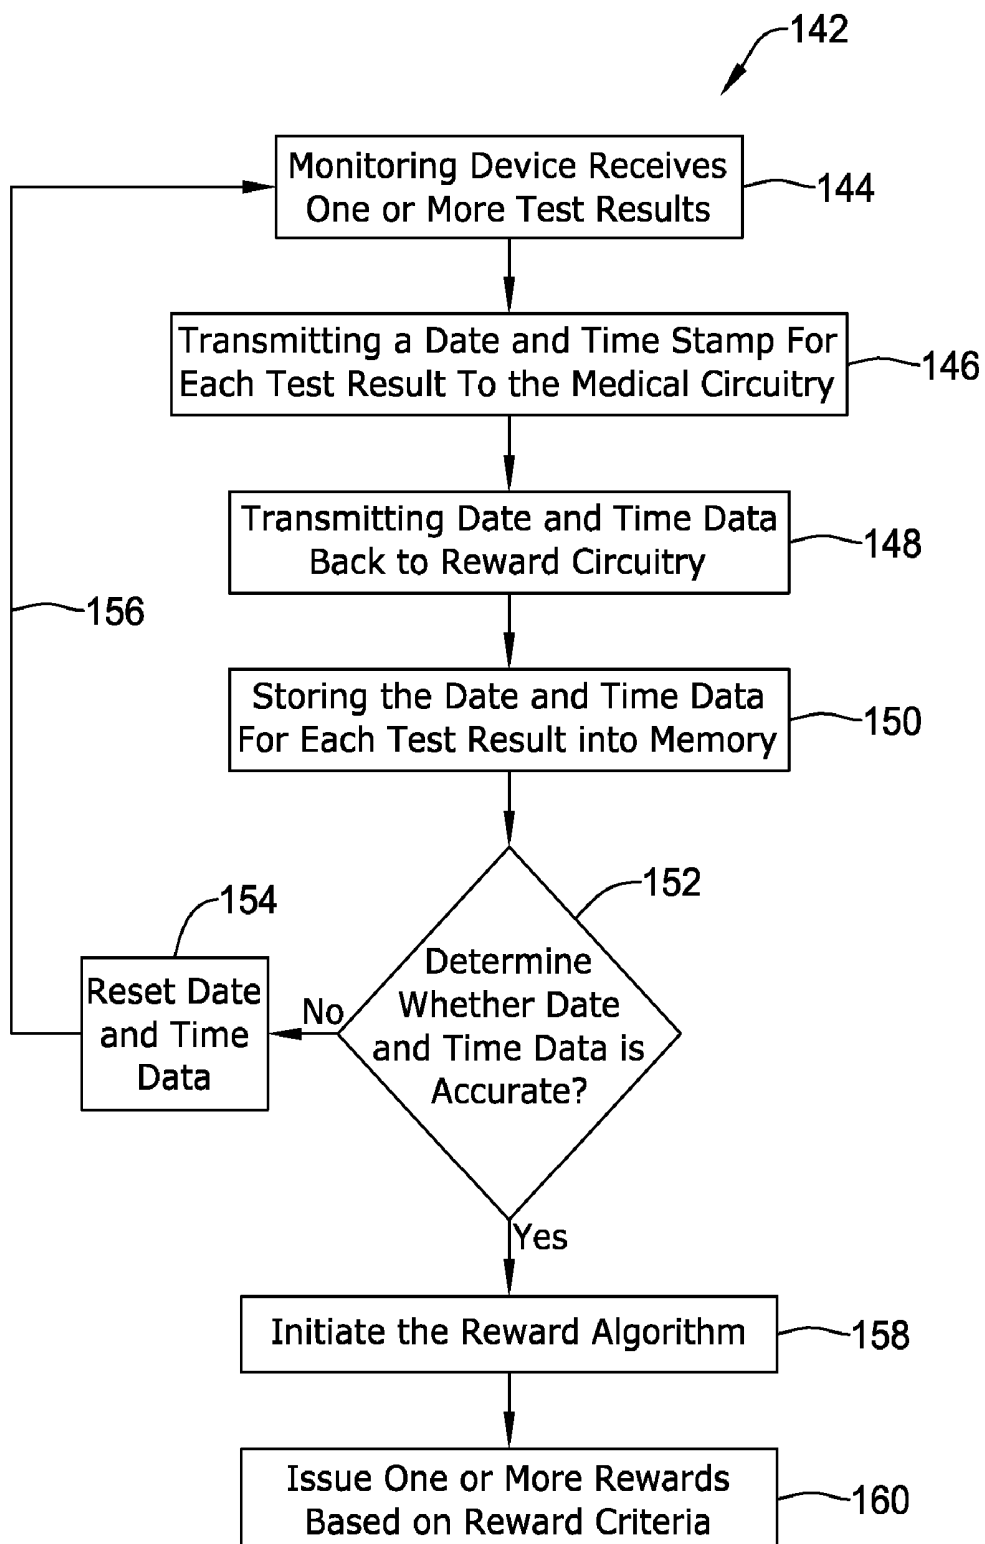 142
Monitoring Device Receives
One or More Test Results
144
Transmitting a Date and Time Stamp For
Each Test Result To the Medical Circuitry
146
Transmitting Date and Time Data
Back to Reward Circuitry
148
156
Storing the Date and Time Data
For Each Test Result into Memory
150
152
Determine
Whether Date
and Time Data is
Accurate?
No
154
Reset Date
and Time
Data
Yes
Initiate the Reward Algorithm
158
Issue One or More Rewards
Based on Reward Criteria
160